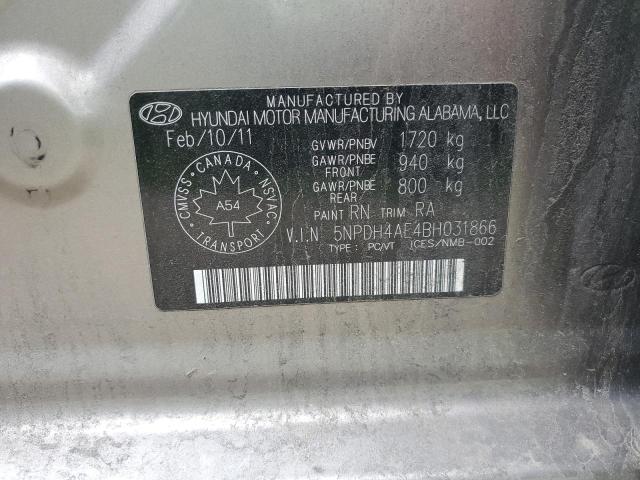 MANUFACTURED BY
HYUNDAI MOTOR MANUFACTURING ALABAMA, LLC
Feb/10/11
GVWR/PNBV 1720 kg
GAWR/PNBE FRONT 940 kg
GAWR/PNBE REAR 800 kg
CMVSS · CANADA · NSVAC
A54
TRANSPORT
PAINT RN TRIM RA
V.I.N 5NPDH4AE4BH031866
TYPE: PC/VT ICES/NMB-002